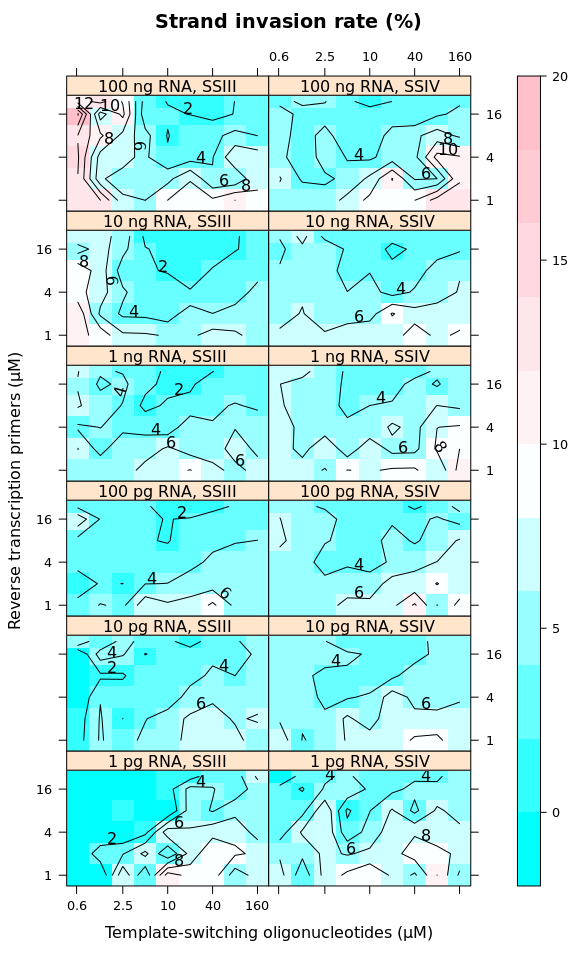 Strand invasion rate (%)
0.6 2.5 10 40 160
100 ng RNA, SSIII 100 ng RNA, SSIV
12 10 2 8 6 4 6 8
4 8 10 6
16 4 1
10 ng RNA, SSIII 10 ng RNA, SSIV
16 4 1
8 2 6 4
4 6
1 ng RNA, SSIII 1 ng RNA, SSIV
4 2 4 6 6
4 6 8
16 4 1
100 pg RNA, SSIII 100 pg RNA, SSIV
16 4 1
2 4 6
4 6
10 pg RNA, SSIII 10 pg RNA, SSIV
4 2 4 6
4 6
16 4 1
1 pg RNA, SSIII 1 pg RNA, SSIV
16 4 1
4 6 2 8
4 4 6 8
0.6 2.5 10 40 160
Template-switching oligonucleotides (µM)
Reverse transcription primers (µM)
20
15
10
5
0